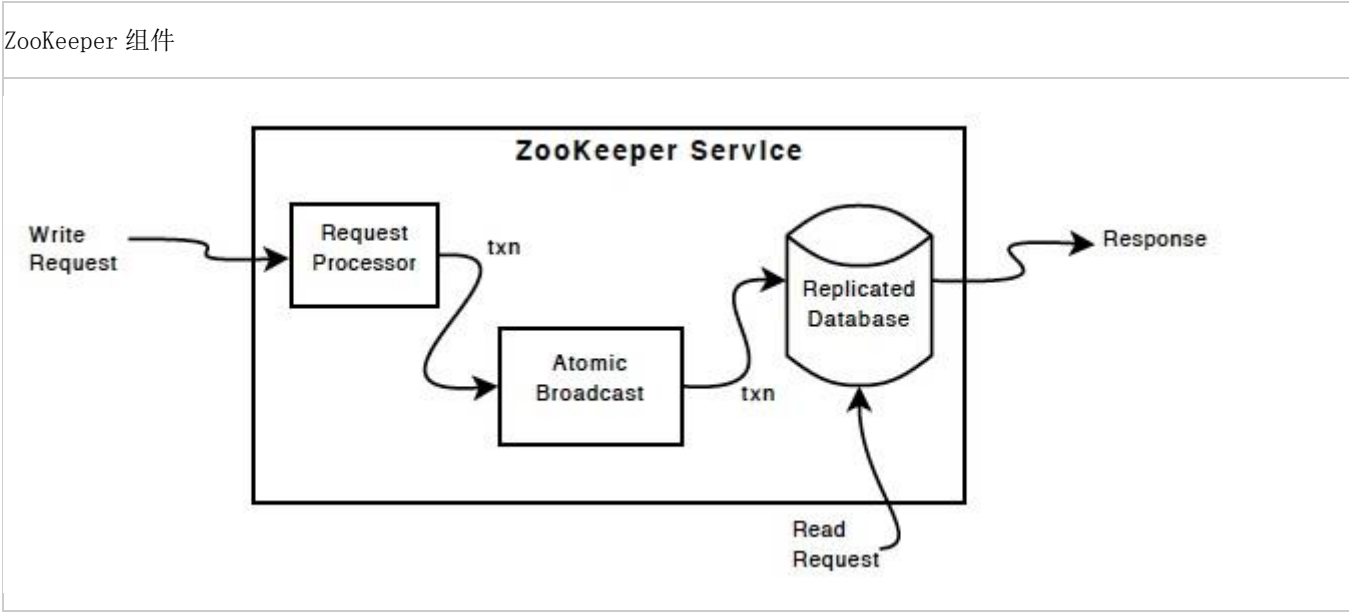 ZooKeeper 组件
ZooKeeper Service
Write
Request
Request
Processor
txn
Atomic
Broadcast
txn
Replicated
Database
Response
Read
Request